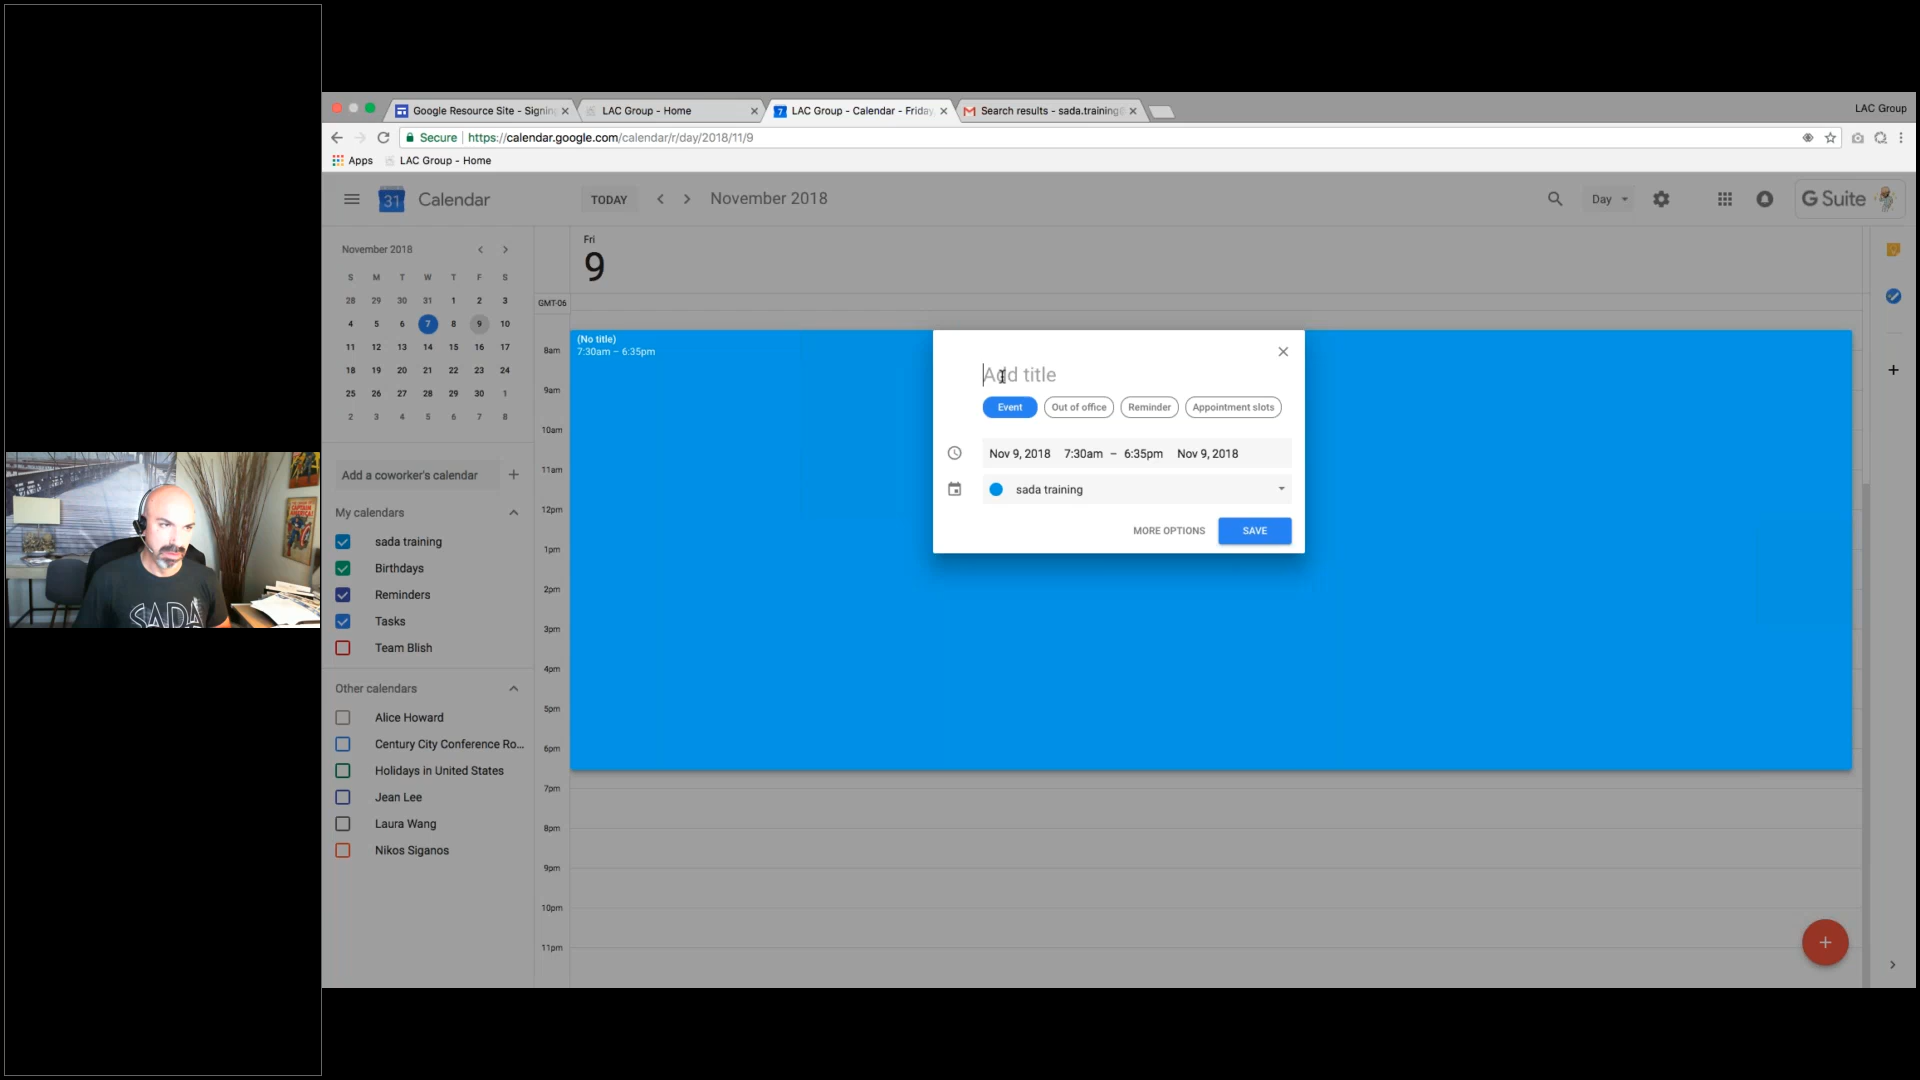 Google Resource Site - Signin
LAC Group - Home
LAC Group - Calendar - Friday,
Search results - sada.training@
LAC Group
Secure
https://calendar.google.com/calendar/r/day/2018/11/9
Apps
LAC Group - Home
31
Calendar
TODAY
November 2018
Day
G Suite
November 2018
S M T W T F S
28 29 30 31 1 2 3
4 5 6 7 8 9 10
11 12 13 14 15 16 17
18 19 20 21 22 23 24
25 26 27 28 29 30 1
2 3 4 5 6 7 8
Add a coworker's calendar
My calendars
sada training
Birthdays
Reminders
Tasks
Team Blish
Other calendars
Alice Howard
Century City Conference Ro...
Holidays in United States
Jean Lee
Laura Wang
Nikos Siganos
Fri
9
GMT-06
(No title)
7:30am – 6:35pm
8am
9am
10am
11am
12pm
1pm
2pm
3pm
4pm
5pm
6pm
7pm
8pm
9pm
10pm
11pm
Add title
Event
Out of office
Reminder
Appointment slots
Nov 9, 2018 7:30am – 6:35pm Nov 9, 2018
sada training
MORE OPTIONS
SAVE
SADA